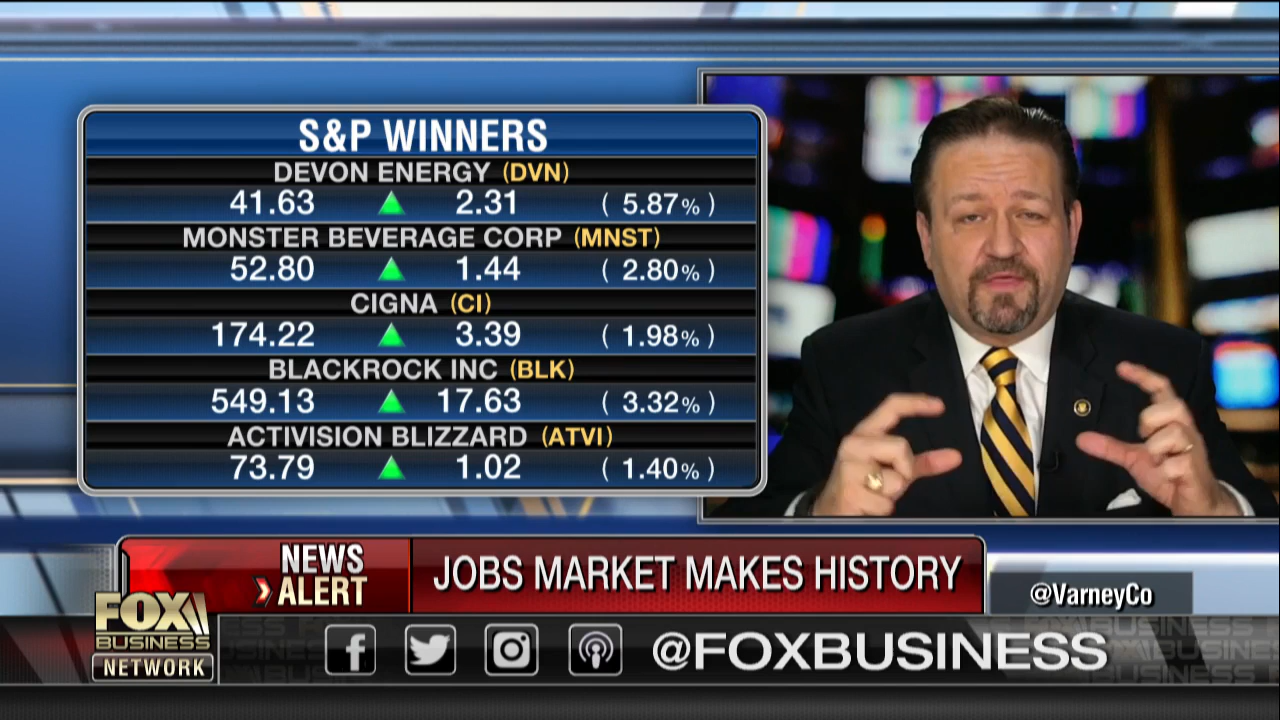 S&P WINNERS
DEVON ENERGY (DVN)
41.63 ▲ 2.31 ( 5.87% )
MONSTER BEVERAGE CORP (MNST)
52.80 ▲ 1.44 ( 2.80% )
CIGNA (CI)
174.22 ▲ 3.39 ( 1.98% )
BLACKROCK INC (BLK)
549.13 ▲ 17.63 ( 3.32% )
ACTIVISION BLIZZARD (ATVI)
73.79 ▲ 1.02 ( 1.40% )
NEWS
ALERT
JOBS MARKET MAKES HISTORY
@VarneyCo
FOX
BUSINESS
NETWORK
@FOXBUSINESS